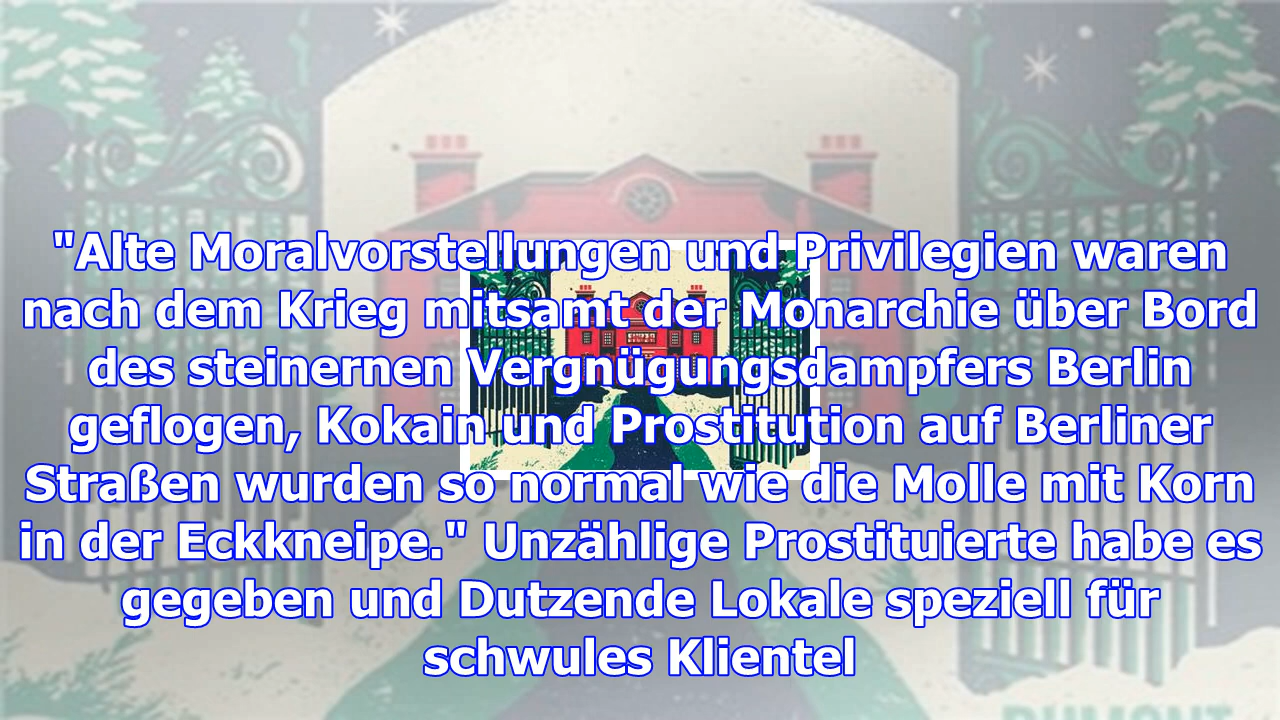 "Alte Moralvorstellungen und Privilegien waren
nach dem Krieg mitsamt der Monarchie über Bord
des steinernen Vergnügungsdampfers Berlin
geflogen, Kokain und Prostitution auf Berliner
Straßen wurden so normal wie die Molle mit Korn
in der Eckkneipe." Unzählige Prostituierte habe es
gegeben und Dutzende Lokale speziell für
schwules Klientel
DUMONT